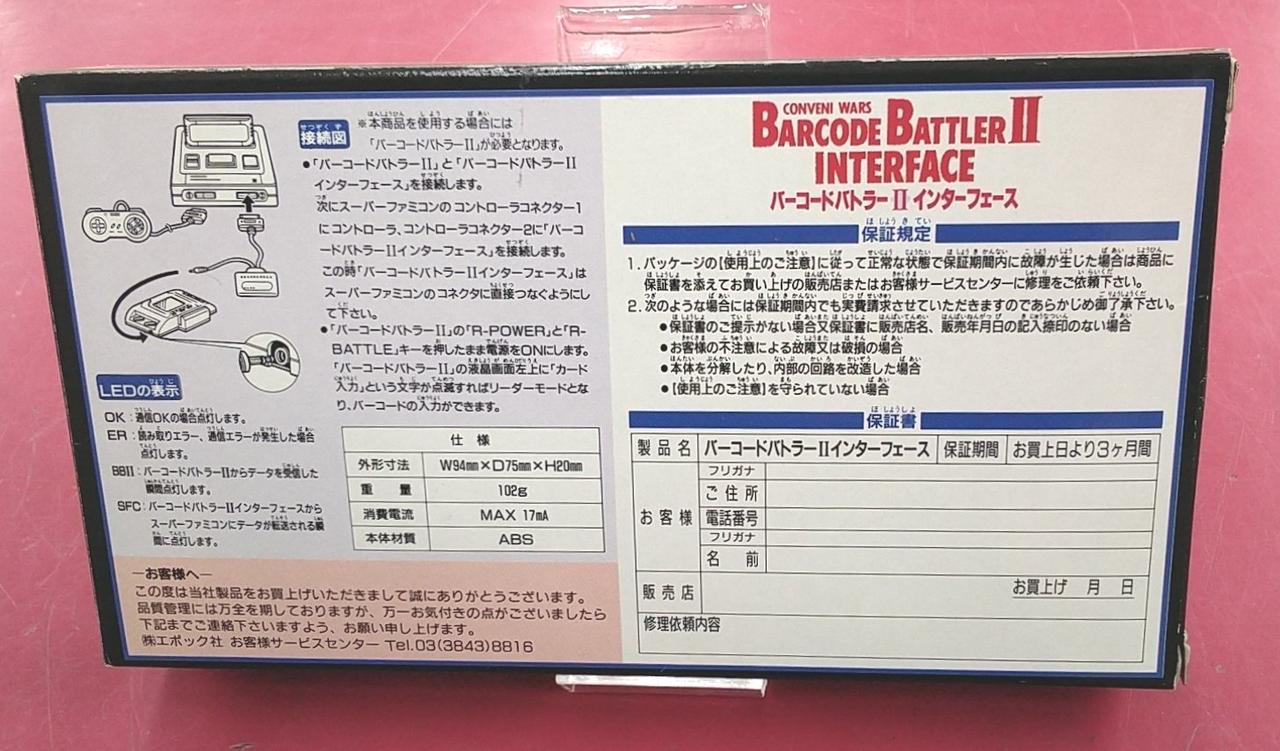 接続図
※本商品を使用する場合には
「バーコードバトラーII」が必要となります。
●「バーコードバトラーII」と「バーコードバトラーII
インターフェース」を接続します。
次にスーパーファミコンのコントローラコネクター1
にコントローラ、コントローラコネクター2に「バーコ
ードバトラーIIインターフェース」を接続します。
この時「バーコードバトラーIIインターフェース」は
スーパーファミコンのコネクタに直接つなぐようにし
て下さい。
●「バーコードバトラーII」の「R-POWER」と「R-
BATTLE」キーを押したまま電源をONにします。
「バーコードバトラーII」の液晶画面左上に「カード
入力」という文字が点滅すればリーダーモードとな
り、バーコードの入力ができます。
LEDの表示
OK：通信OKの場合点灯します。
ER：読み取りエラー、通信エラーが発生した場合
点灯します。
BBII：バーコードバトラーIIからデータを受信した
瞬間点灯します。
SFC：バーコードバトラーIIインターフェースから
スーパーファミコンにデータが転送される瞬
間に点灯します。
仕様
外形寸法 W94mm×D75mm×H20mm
重量 102g
消費電流 MAX 17mA
本体材質 ABS
―お客様へ―
この度は当社製品をお買上げいただきまして誠にありがとうございます。
品質管理には万全を期しておりますが、万一お気付きの点がございましたら
下記までご連絡下さいますよう、お願い申し上げます。
㈱エポック社 お客様サービスセンター Tel.03(3843)8816
CONVENI WARS
BARCODE BATTLER II
INTERFACE
バーコードバトラーIIインターフェース
保証規定
1. パッケージの【使用上のご注意】に従って正常な状態で保証期間内に故障が生じた場合は商品に
保証書を添えてお買い上げの販売店またはお客様サービスセンターに修理をご依頼下さい。
2. 次のような場合には保証期間内でも実費請求させていただきますのであらかじめ御了承下さい。
●保証書のご提示がない場合又保証書に販売店名、販売年月日の記入捺印のない場合
●お客様の不注意による故障又は破損の場合
●本体を分解したり、内部の回路を改造した場合
●【使用上のご注意】を守られていない場合
保証書
製品名 バーコードバトラーIIインターフェース 保証期間 お買上日より3ヶ月間
お客様
フリガナ
ご住所
電話番号
フリガナ
名前
販売店 お買上げ 月 日
修理依頼内容